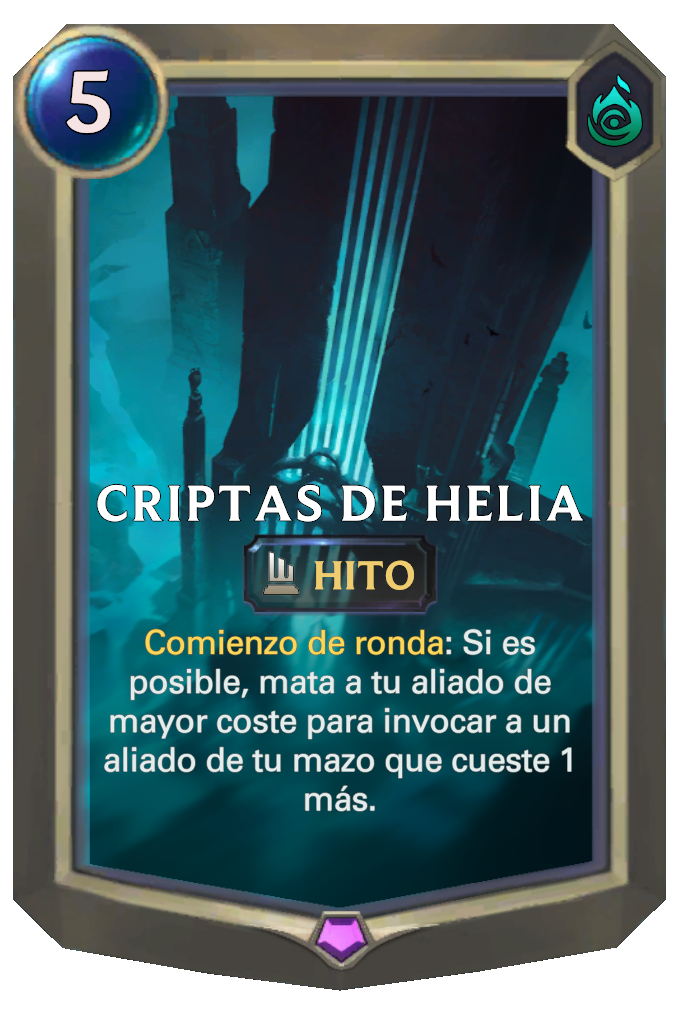 5
CRIPTAS DE HELIA
HITO
Comienzo de ronda: Si es
posible, mata a tu aliado de
mayor coste para invocar a un
aliado de tu mazo que cueste 1
más.